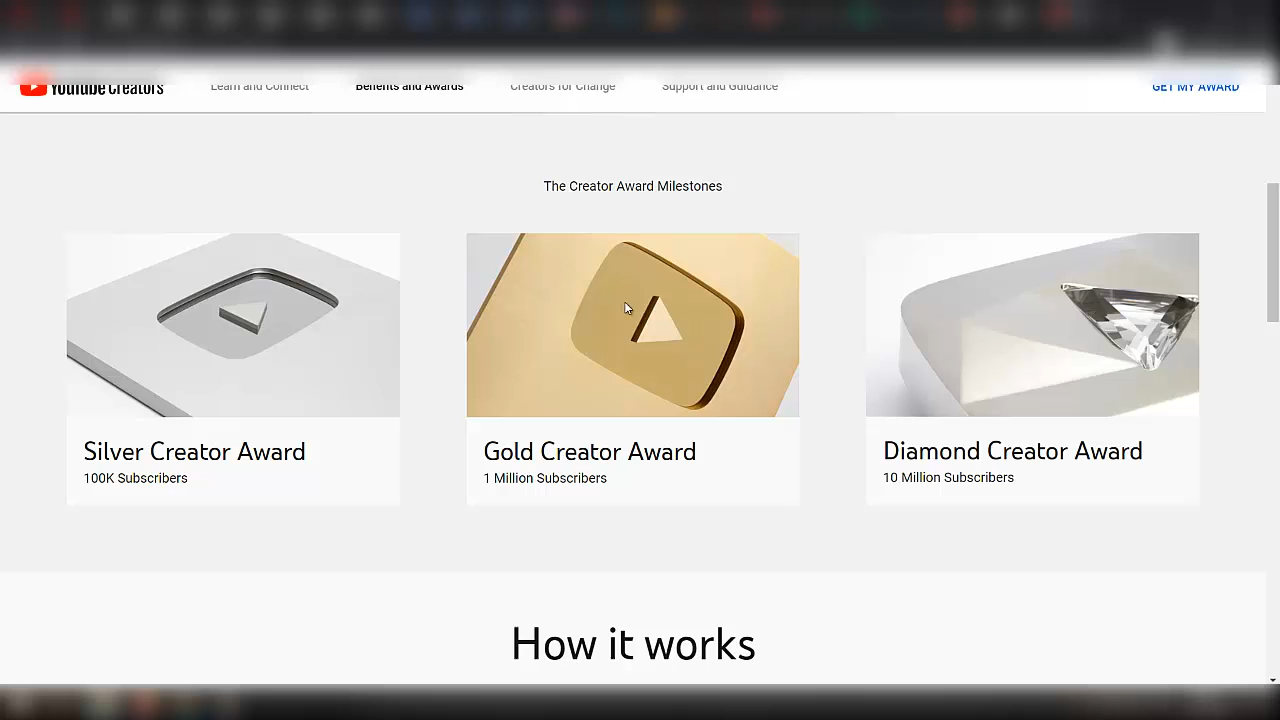 YouTube Creators
Learn and Connect
Benefits and Awards
Creators for Change
Support and Guidance
GET MY AWARD
The Creator Award Milestones
Silver Creator Award
100K Subscribers
Gold Creator Award
1 Million Subscribers
Diamond Creator Award
10 Million Subscribers
How it works